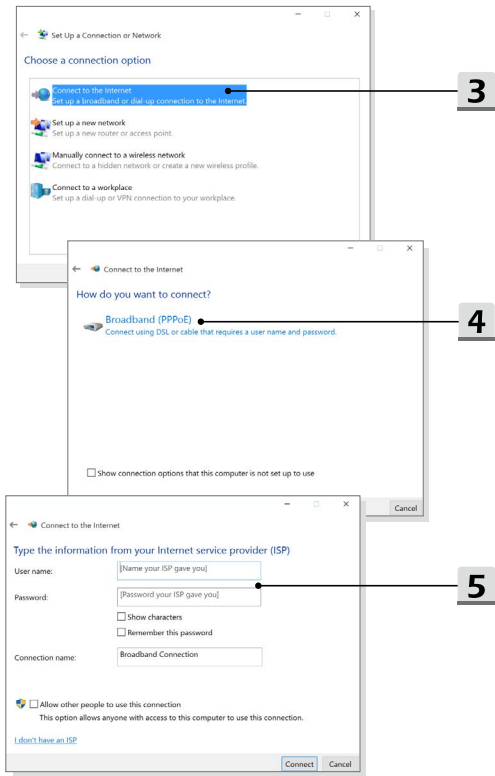 Set Up a Connection or Network
Choose a connection option
Connect to the Internet
Set up a broadband or dial-up connection to the Internet.
3
Set up a new network
Set up a new router or access point.
Manually connect to a wireless network
Connect to a hidden network or create a new wireless profile.
Connect to a workplace
Set up a dial-up or VPN connection to your workplace.
Connect to the Internet
How do you want to connect?
Broadband (PPPoE)
4
Connect using DSL or cable that requires a user name and password.
Show connection options that this computer is not set up to use
Cancel
Connect to the Internet
Type the information from your Internet service provider (ISP)
User name:
[Name your ISP gave you]
5
Password:
[Password your ISP gave you]
Show characters
Remember this password
Connection name:
Broadband Connection
Allow other people to use this connection
This option allows anyone with access to this computer to use this connection.
I don't have an ISP
Connect
Cancel